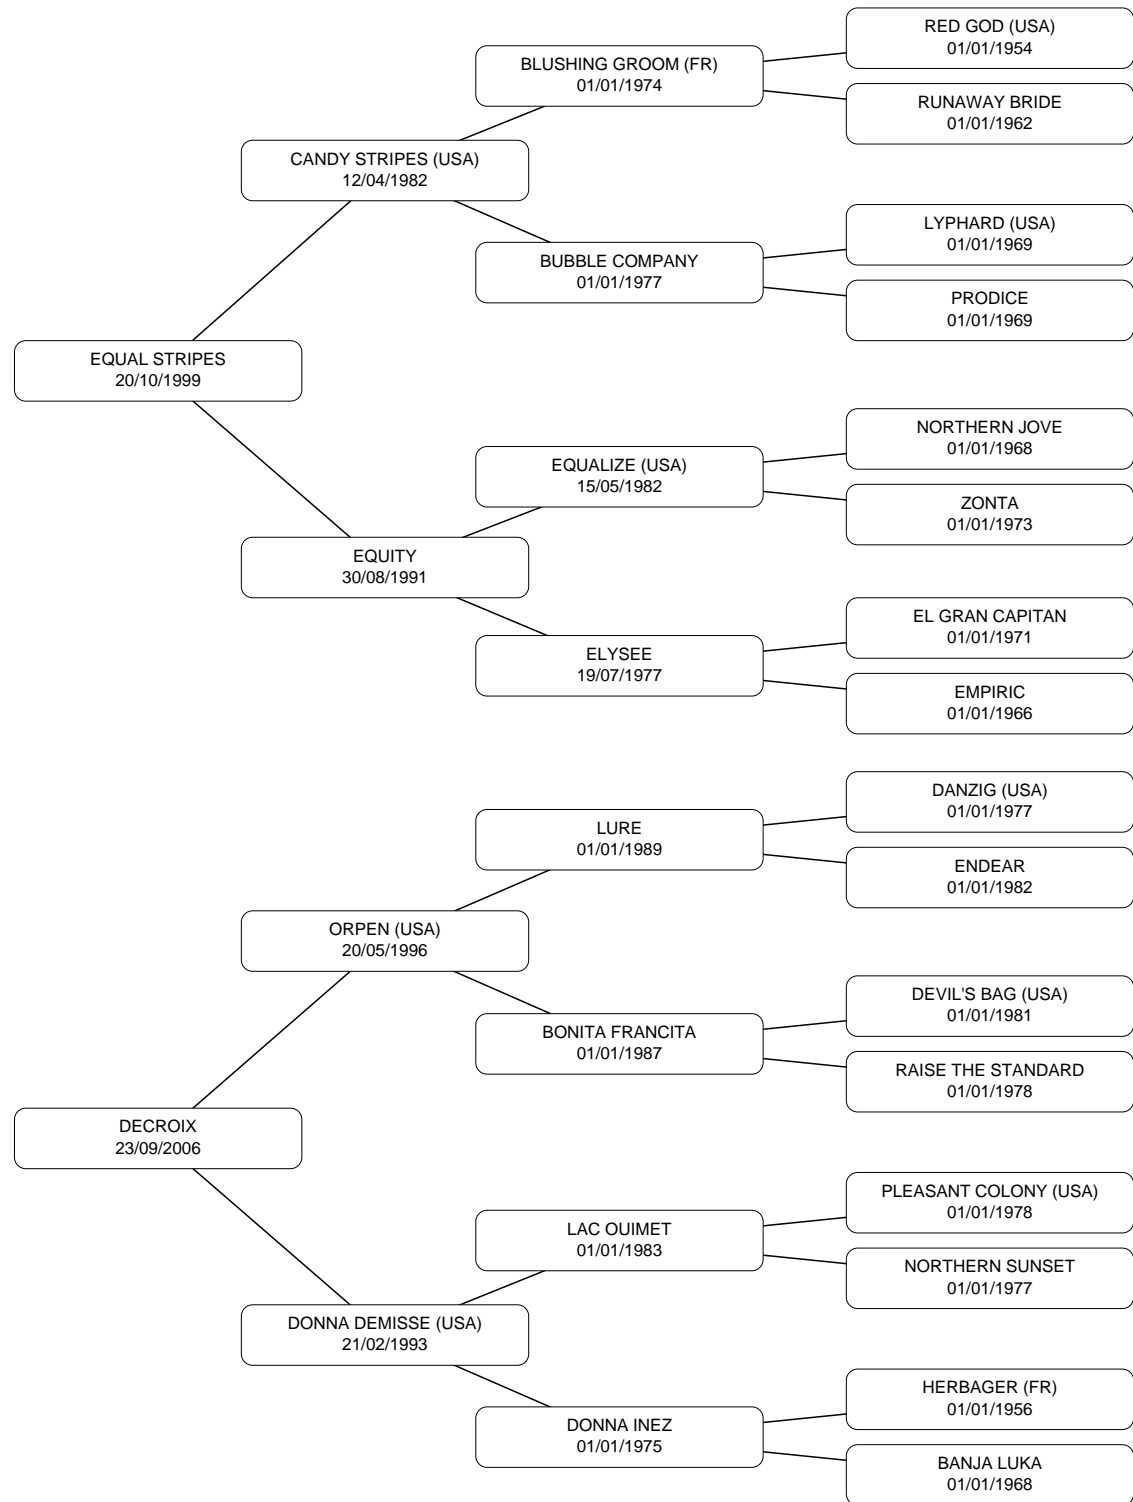 RED GOD (USA)
01/01/1954
BLUSHING GROOM (FR)
01/01/1974
RUNAWAY BRIDE
01/01/1962
CANDY STRIPES (USA)
12/04/1982
LYPHARD (USA)
01/01/1969
BUBBLE COMPANY
01/01/1977
PRODICE
01/01/1969
EQUAL STRIPES
20/10/1999
NORTHERN JOVE
01/01/1968
EQUALIZE (USA)
15/05/1982
ZONTA
01/01/1973
EQUITY
30/08/1991
EL GRAN CAPITAN
01/01/1971
ELYSEE
19/07/1977
EMPIRIC
01/01/1966
DANZIG (USA)
01/01/1977
LURE
01/01/1989
ENDEAR
01/01/1982
ORPEN (USA)
20/05/1996
DEVIL'S BAG (USA)
01/01/1981
BONITA FRANCITA
01/01/1987
RAISE THE STANDARD
01/01/1978
DECROIX
23/09/2006
PLEASANT COLONY (USA)
01/01/1978
LAC OUIMET
01/01/1983
NORTHERN SUNSET
01/01/1977
DONNA DEMISSE (USA)
21/02/1993
HERBAGER (FR)
01/01/1956
DONNA INEZ
01/01/1975
BANJA LUKA
01/01/1968